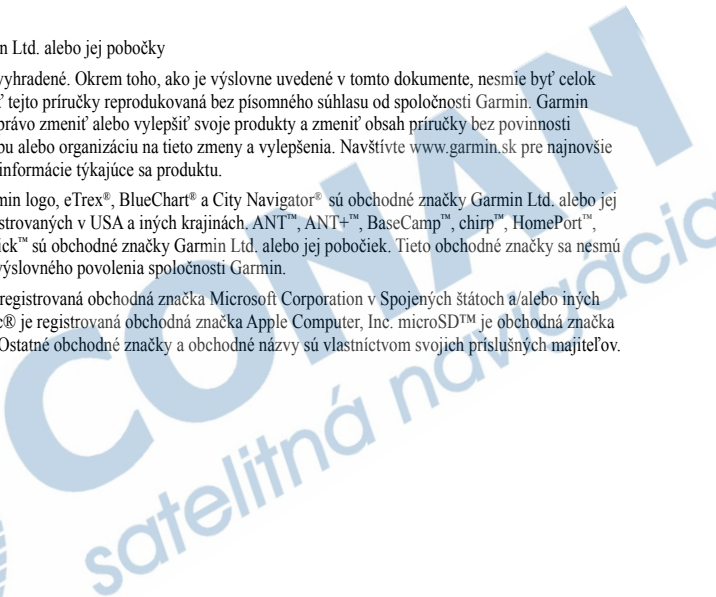 n Ltd. alebo jej pobočky
vyhradené. Okrem toho, ako je výslovne uvedené v tomto dokumente, nesmie byť celok
ť tejto príručky reprodukovaná bez písomného súhlasu od spoločnosti Garmin. Garmin
právo zmeniť alebo vylepšiť svoje produkty a zmeniť obsah príručky bez povinnosti
bu alebo organizáciu na tieto zmeny a vylepšenia. Navštívte www.garmin.sk pre najnovšie
informácie týkajúce sa produktu.
min logo, eTrex®, BlueChart® a City Navigator® sú obchodné značky Garmin Ltd. alebo jej
istrovaných v USA a iných krajinách. ANT™, ANT+™, BaseCamp™, chirp™, HomePort™,
ick™ sú obchodné značky Garmin Ltd. alebo jej pobočiek. Tieto obchodné značky sa nesmú
výslovného povolenia spoločnosti Garmin.
registrovaná obchodná značka Microsoft Corporation v Spojených štátoch a/alebo iných
c® je registrovaná obchodná značka Apple Computer, Inc. microSD™ je obchodná značka
Ostatné obchodné značky a obchodné názvy sú vlastníctvom svojich príslušných majiteľov.
CONAN
satelitná navigácia